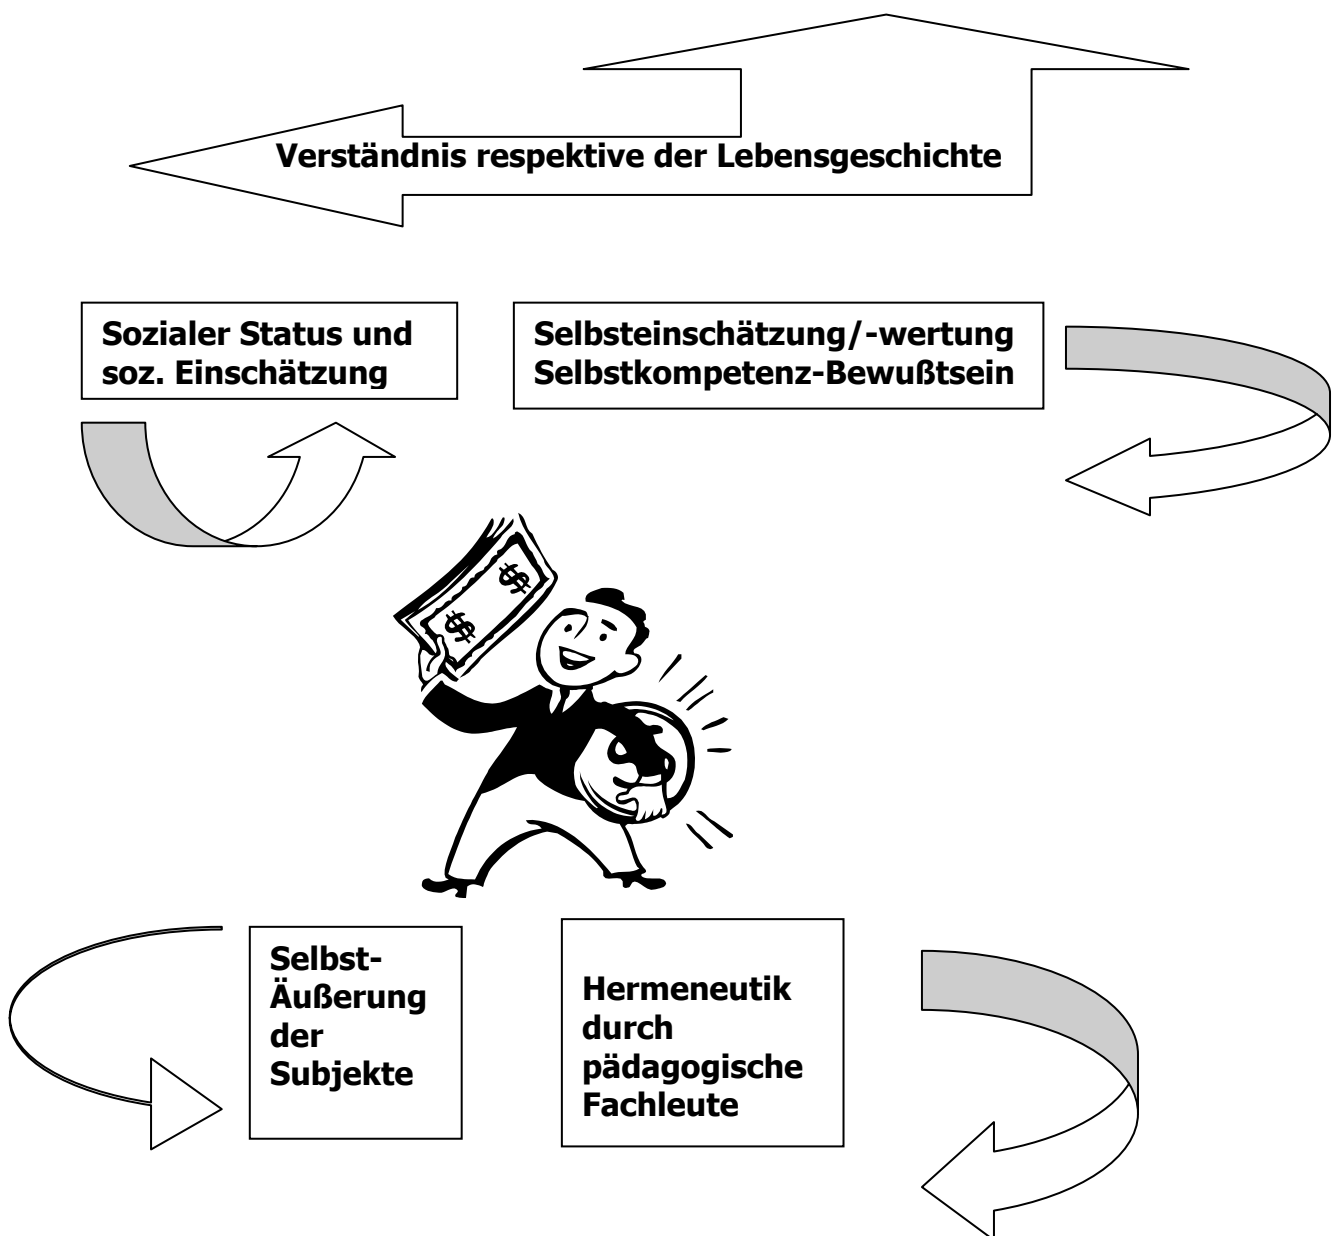 Verständnis respektive der Lebensgeschichte
Sozialer Status und
soz. Einschätzung
Selbsteinschätzung/-wertung
Selbstkompetenz-Bewußtsein
$
$
Selbst-
Äußerung
der
Subjekte
Hermeneutik
durch
pädagogische
Fachleute